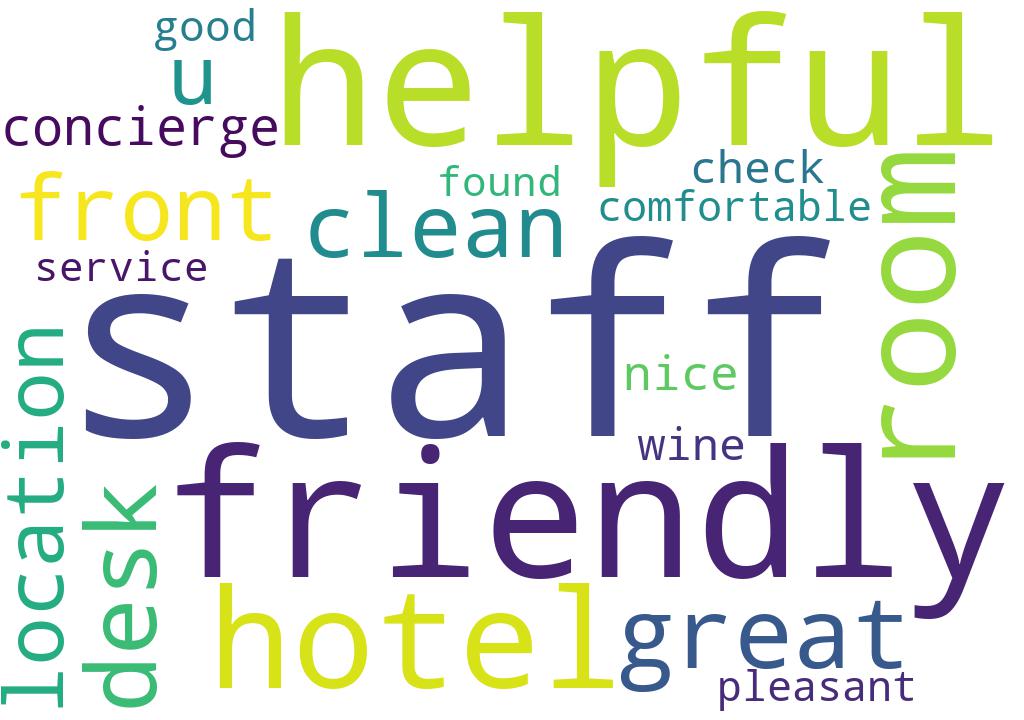 good
helpful
u
concierge
check
room
found
front
clean
comfortable
service
staff
location
nice
wine
friendly
desk
hotel
great
pleasant